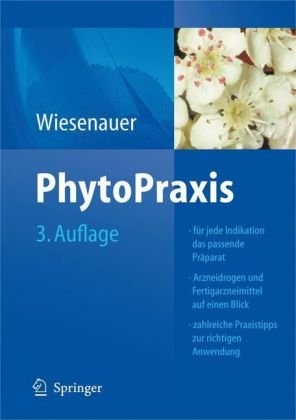 Wiesenauer
PhytoPraxis
3. Auflage
· für jede Indikation
das passende
Präparat
· Arzneidrogen und
Fertigarzneimittel
auf einen Blick
· zahlreiche Praxistipps
zur richtigen
Anwendung
Springer